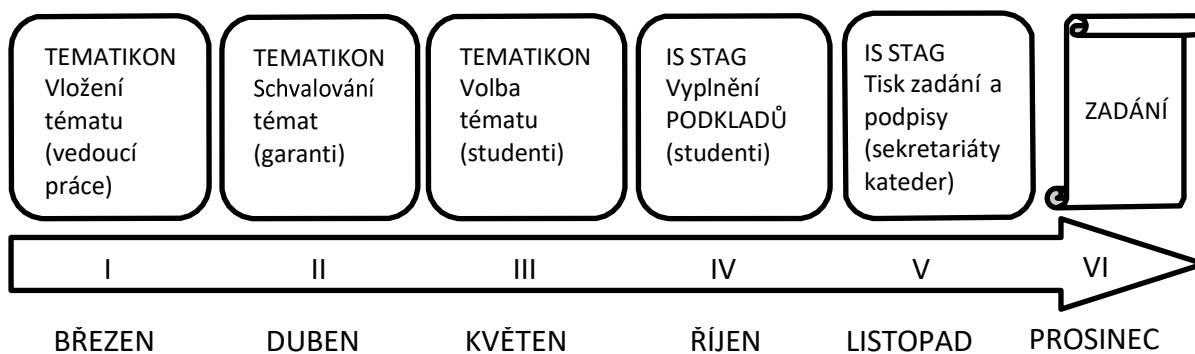 TEMATIKON
Vložení
tématu
(vedoucí
práce)
TEMATIKON
Schvalování
témat
(garanti)
TEMATIKON
Volba
tématu
(studenti)
IS STAG
Vyplnění
PODKLADŮ
(studenti)
IS STAG
Tisk zadání a
podpisy
(sekretariáty
kateder)
ZADÁNÍ
I
II
III
IV
V
VI
BŘEZEN
DUBEN
KVĚTEN
ŘÍJEN
LISTOPAD
PROSINEC